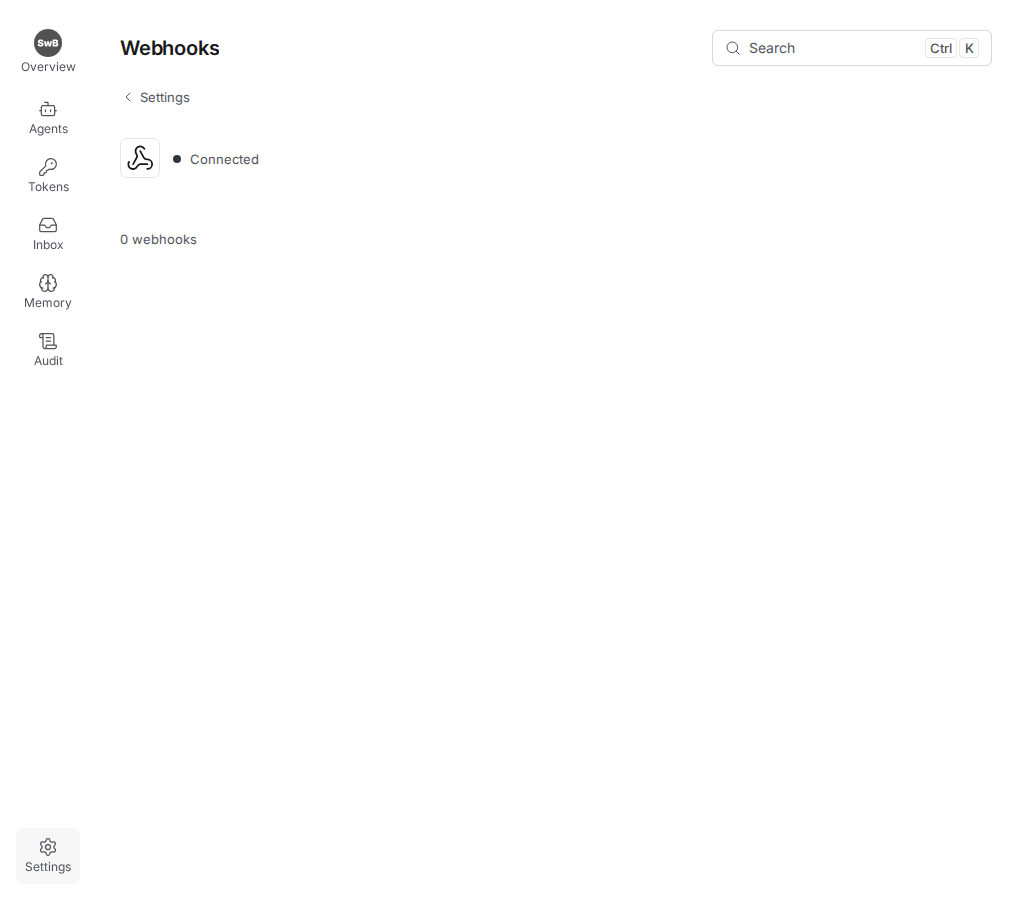 SwB
Overview
Agents
Tokens
Inbox
Memory
Audit
Settings
Webhooks
Search
Ctrl K
Settings
Connected
0 webhooks